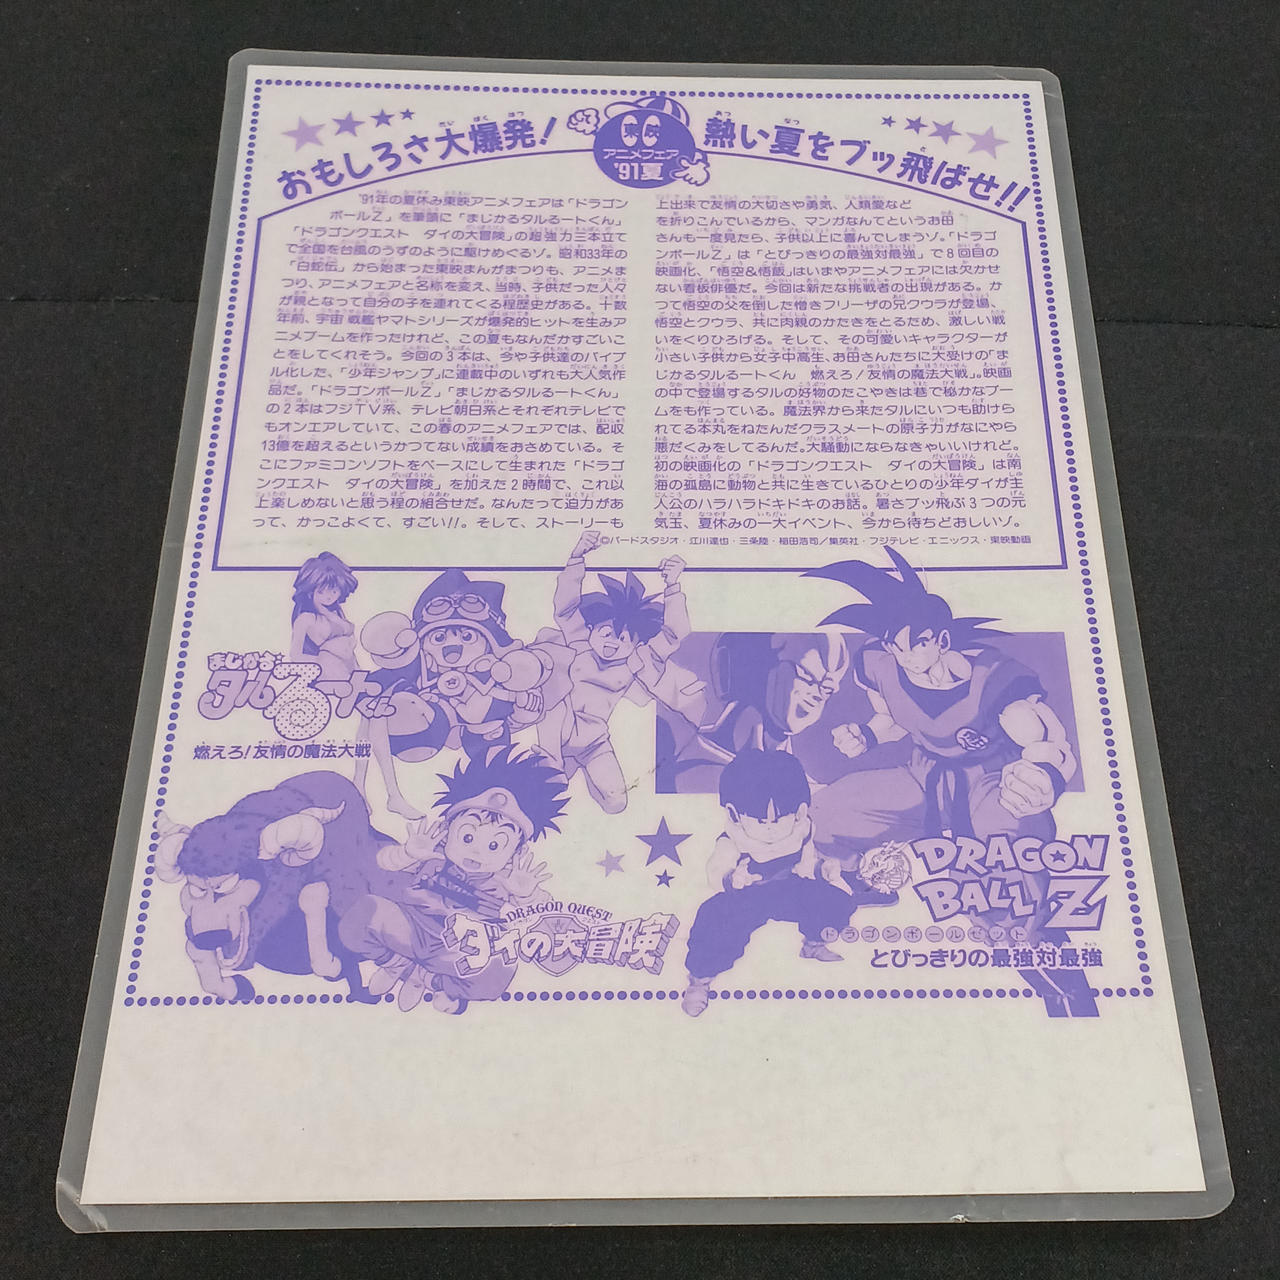 おもしろさ大爆発!
東映
アニメフェア
'91夏
熱い夏をブッ飛ばせ!!
'91年の夏休み東映アニメフェアは「ドラゴン
ボールZ」を筆頭に「まじかるタルるートくん」
「ドラゴンクエスト ダイの大冒険」の超強力三本立て
で全国を台風のうずのように駆けめぐるゾ。昭和33年の
「白蛇伝」から始まった東映まんがまつりも、アニメま
つり、アニメフェアと名称を変え、当時、子供だった人々
が親となって自分の子を連れてくる程歴史がある。十数
年前、宇宙戦艦ヤマトシリーズが爆発的ヒットを生みア
ニメブームを作ったけれど、この夏もなんだかすごいこ
とをしてくれそう。今回の3本は、今や子供達のバイブ
ル化した、「少年ジャンプ」に連載中のいずれも大人気作
品だ。「ドラゴンボールZ」「まじかるタルるートくん」
の2本はフジTV系、テレビ朝日系とそれぞれテレビで
もオンエアしていて、この春のアニメフェアでは、配収
13億を超えるというかつてない成績をおさめている。そ
こにファミコンソフトをベースにして生まれた「ドラゴ
ンクエスト ダイの大冒険」を加えた2時間で、これ以
上楽しめないと思う程の組合せだ。なんたって迫力があ
って、かっこよくて、すごい!!。そして、ストーリーも
上出来で友情の大切さや勇気、人類愛など
を折りこんでいるから、マンガなんてというお母
さんも一度見たら、子供以上に喜んでしまうゾ。「ドラゴ
ンボールZ」は「とびっきりの最強対最強」で8回目の
映画化、「悟空&悟飯」はいまやアニメフェアには欠かせ
ない看板俳優だ。今回は新たな挑戦者の出現がある。か
つて悟空の父を倒した憎きフリーザの兄クウラが登場、
悟空とクウラ、共に肉親のかたきをとるため、激しい戦
いをくりひろげる。そして、その可愛いキャラクターが
小さい子供から女子中高生、お母さんたちに大受けの「ま
じかるタルるートくん 燃えろ!友情の魔法大戦」。映画
の中で登場するタルの好物のたこやきは巷で秘かなブー
ムをも作っている。魔法界から来たタルにいつも助けら
れてる本丸をねたんだクラスメートの原子力がなにやら
悪だくみをしてるんだ。大騒動にならなきゃいいけれど。
初の映画化の「ドラゴンクエスト ダイの大冒険」は南
海の孤島に動物と共に生きているひとりの少年ダイが主
人公のハラハラドキドキのお話。暑さブッ飛ぶ3つの元
気玉、夏休みの一大イベント、今から待ちどおしいゾ。
©バードスタジオ・江川達也・三条陸・稲田浩司/集英社・フジテレビ・エニックス・東映動画
まじかる
タルるートくん
燃えろ!友情の魔法大戦
DRAGON QUEST
ダイの大冒険
DRAGON
BALL Z
ドラゴンボールゼット
とびっきりの最強対最強